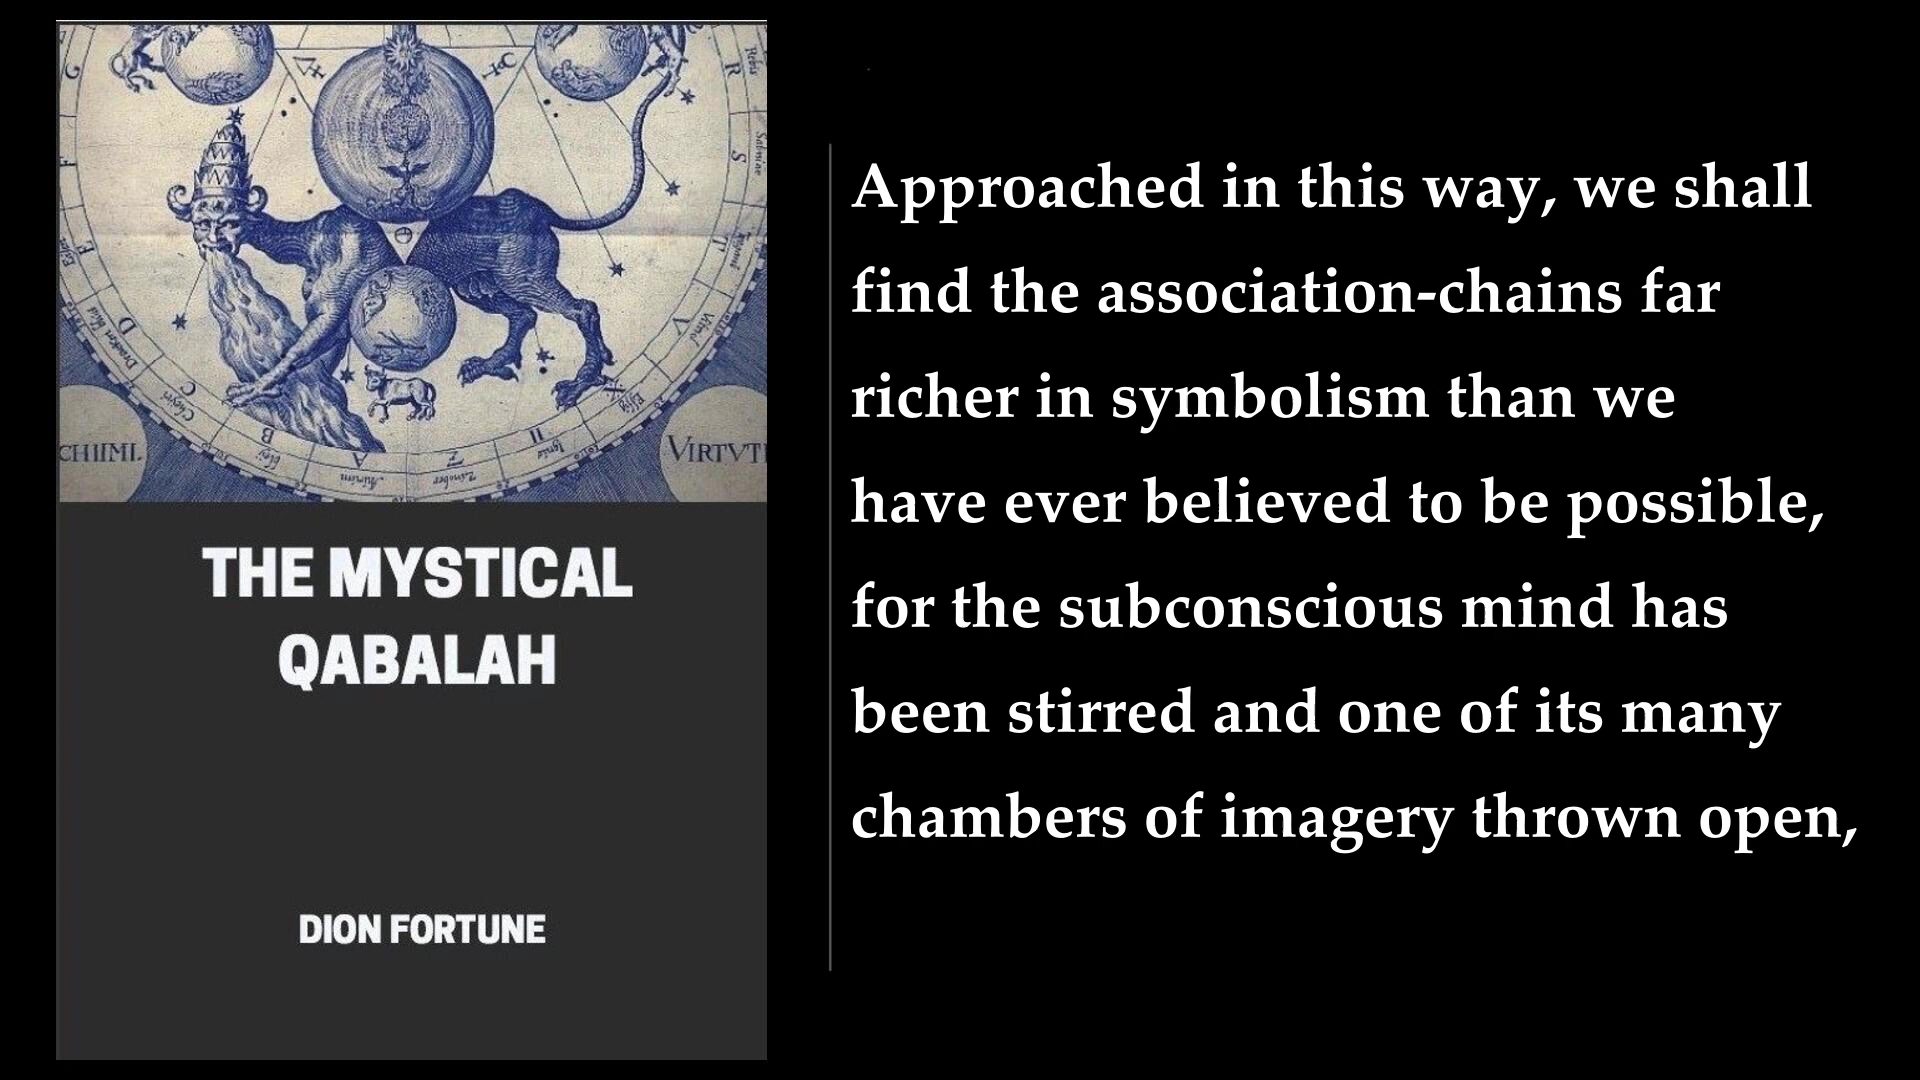 CHIIMI.
VIRTVT
THE MYSTICAL
QABALAH
DION FORTUNE
Approached in this way, we shall
find the association-chains far
richer in symbolism than we
have ever believed to be possible,
for the subconscious mind has
been stirred and one of its many
chambers of imagery thrown open,